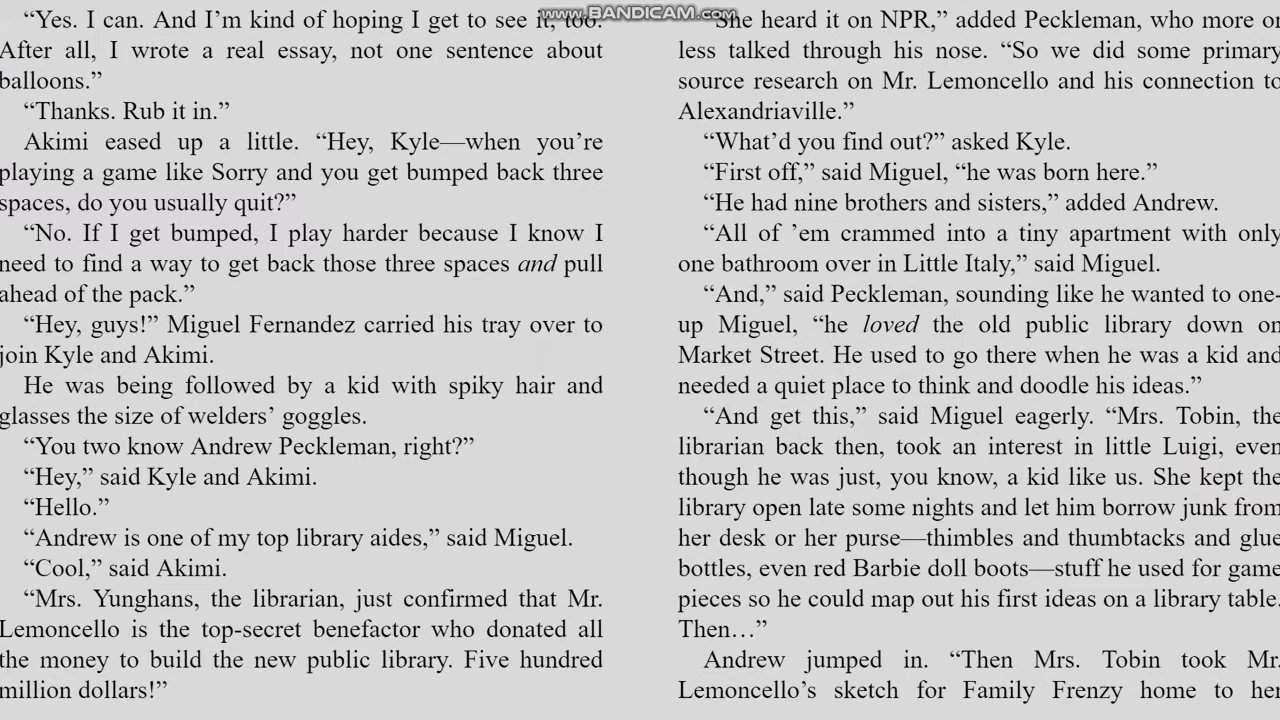 www.BANDICAM.com
“Yes. I can. And I’m kind of hoping I get to see it, too.
After all, I wrote a real essay, not one sentence about
balloons.”
“Thanks. Rub it in.”
Akimi eased up a little. “Hey, Kyle—when you’re
playing a game like Sorry and you get bumped back three
spaces, do you usually quit?”
“No. If I get bumped, I play harder because I know I
need to find a way to get back those three spaces and pull
ahead of the pack.”
“Hey, guys!” Miguel Fernandez carried his tray over to
join Kyle and Akimi.
He was being followed by a kid with spiky hair and
glasses the size of welders’ goggles.
“You two know Andrew Peckleman, right?”
“Hey,” said Kyle and Akimi.
“Hello.”
“Andrew is one of my top library aides,” said Miguel.
“Cool,” said Akimi.
“Mrs. Yunghans, the librarian, just confirmed that Mr.
Lemoncello is the top-secret benefactor who donated all
the money to build the new public library. Five hundred
million dollars!”
“She heard it on NPR,” added Peckleman, who more or
less talked through his nose. “So we did some primary
source research on Mr. Lemoncello and his connection to
Alexandriaville.”
“What’d you find out?” asked Kyle.
“First off,” said Miguel, “he was born here.”
“He had nine brothers and sisters,” added Andrew.
“All of ’em crammed into a tiny apartment with only
one bathroom over in Little Italy,” said Miguel.
“And,” said Peckleman, sounding like he wanted to one-
up Miguel, “he loved the old public library down on
Market Street. He used to go there when he was a kid and
needed a quiet place to think and doodle his ideas.”
“And get this,” said Miguel eagerly. “Mrs. Tobin, the
librarian back then, took an interest in little Luigi, even
though he was just, you know, a kid like us. She kept the
library open late some nights and let him borrow junk from
her desk or her purse—thimbles and thumbtacks and glue
bottles, even red Barbie doll boots—stuff he used for game
pieces so he could map out his first ideas on a library table.
Then…”
Andrew jumped in. “Then Mrs. Tobin took Mr.
Lemoncello’s sketch for Family Frenzy home to her